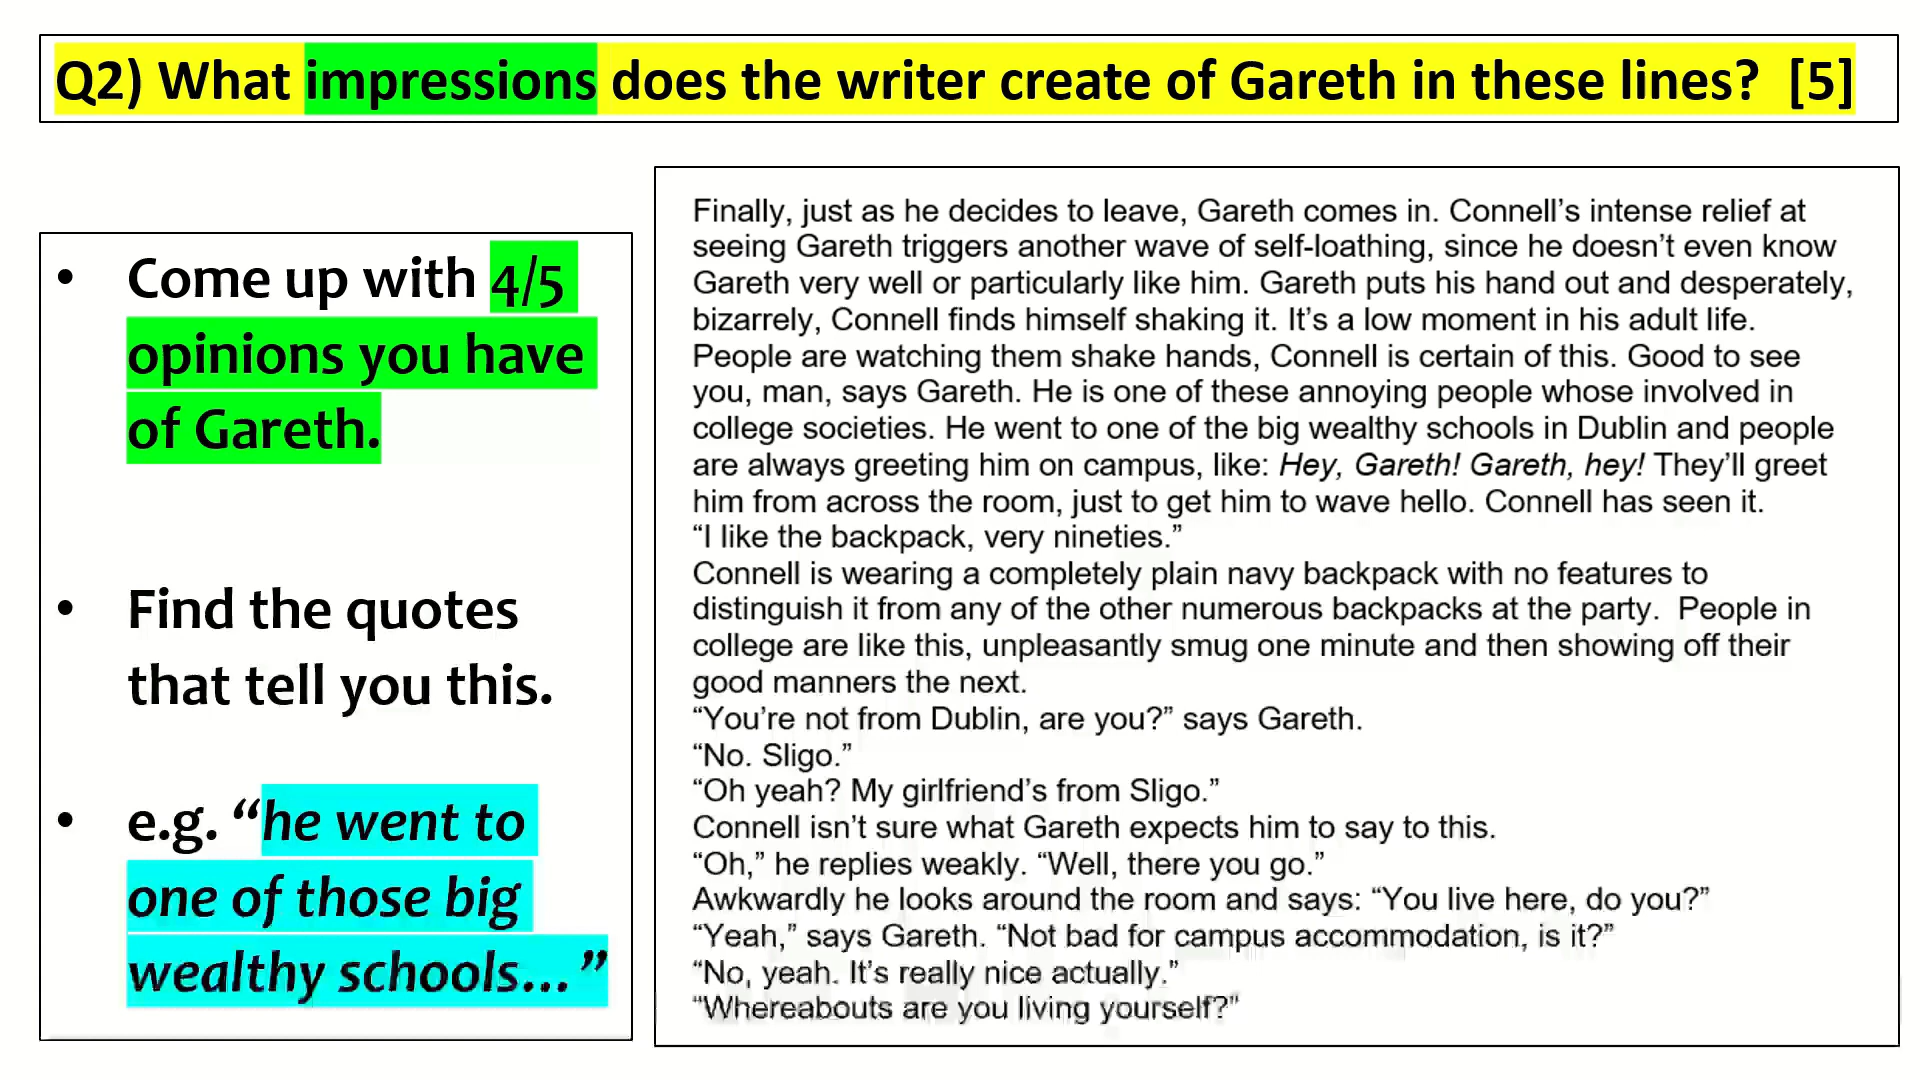 Q2) What impressions does the writer create of Gareth in these lines?  [5]
• Come up with 4/5
opinions you have
of Gareth.
• Find the quotes
that tell you this.
• e.g. “he went to
one of those big
wealthy schools…”
Finally, just as he decides to leave, Gareth comes in. Connell’s intense relief at
seeing Gareth triggers another wave of self-loathing, since he doesn’t even know
Gareth very well or particularly like him. Gareth puts his hand out and desperately,
bizarrely, Connell finds himself shaking it. It’s a low moment in his adult life.
People are watching them shake hands, Connell is certain of this. Good to see
you, man, says Gareth. He is one of these annoying people whose involved in
college societies. He went to one of the big wealthy schools in Dublin and people
are always greeting him on campus, like: Hey, Gareth! Gareth, hey! They’ll greet
him from across the room, just to get him to wave hello. Connell has seen it.
“I like the backpack, very nineties.”
Connell is wearing a completely plain navy backpack with no features to
distinguish it from any of the other numerous backpacks at the party.  People in
college are like this, unpleasantly smug one minute and then showing off their
good manners the next.
“You’re not from Dublin, are you?” says Gareth.
“No. Sligo.”
“Oh yeah? My girlfriend’s from Sligo.”
Connell isn’t sure what Gareth expects him to say to this.
“Oh,” he replies weakly. “Well, there you go.”
Awkwardly he looks around the room and says: “You live here, do you?”
“Yeah,” says Gareth. “Not bad for campus accommodation, is it?”
“No, yeah. It’s really nice actually.”
“Whereabouts are you living yourself?”